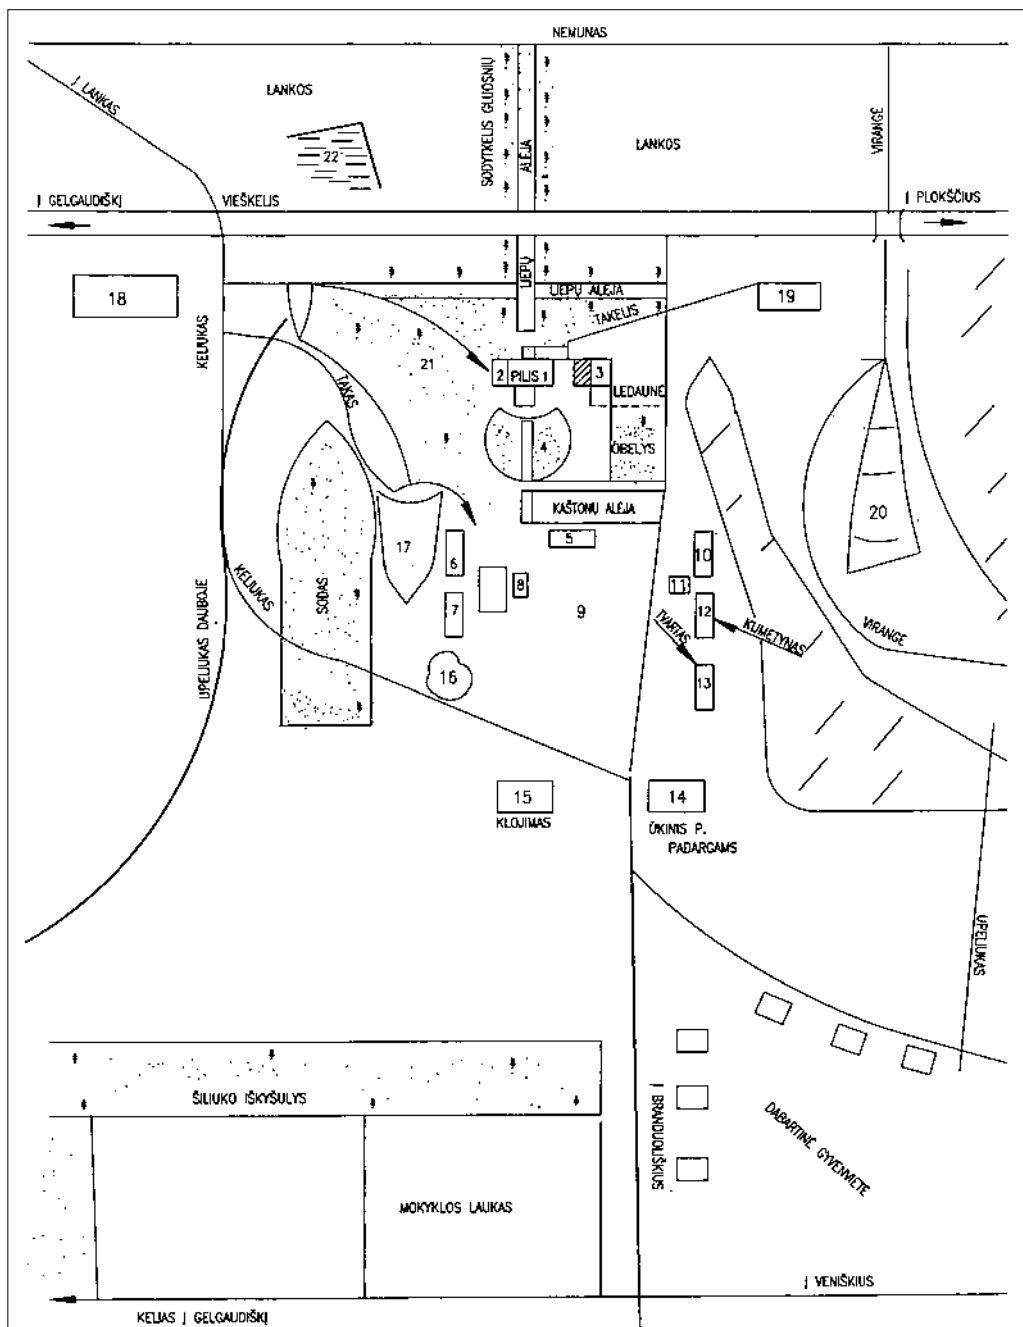 NEMUNAS
Į LANKAS
LANKOS
SODYTKELIS GLUOSNIŲ
ALĖJA
LANKOS
VIRANGĖ
22
Į GELGAUDIŠKĮ
VIEŠKELIS
Į PLOKŠČIUS
18
LIEPŲ
LIEPŲ ALĖJA
TAKELIS
19
KELIUKAS
21
TAKAS
2
PILIS 1
3
LEDAUNĖ
4
OBELYS
KAŠTONŲ ALĖJA
17
5
6
7
8
9
10
11
12
13
TVARTAS
KUMETYNAS
20
VIRANGĖ
KELIUKAS
SODAS
UPELIUKAS DAUBOJE
16
15
KLOJIMAS
14
ŪKINIS P.
PADARGAMS
UPELIUKAS
ŠILIUKO IŠKYŠULYS
Į BRANDUOLIŠKIUS
DABARTINĖ GYVENVIETĖ
MOKYKLOS LAUKAS
Į VENIŠKIUS
KELIAS Į GELGAUDIŠKĮ